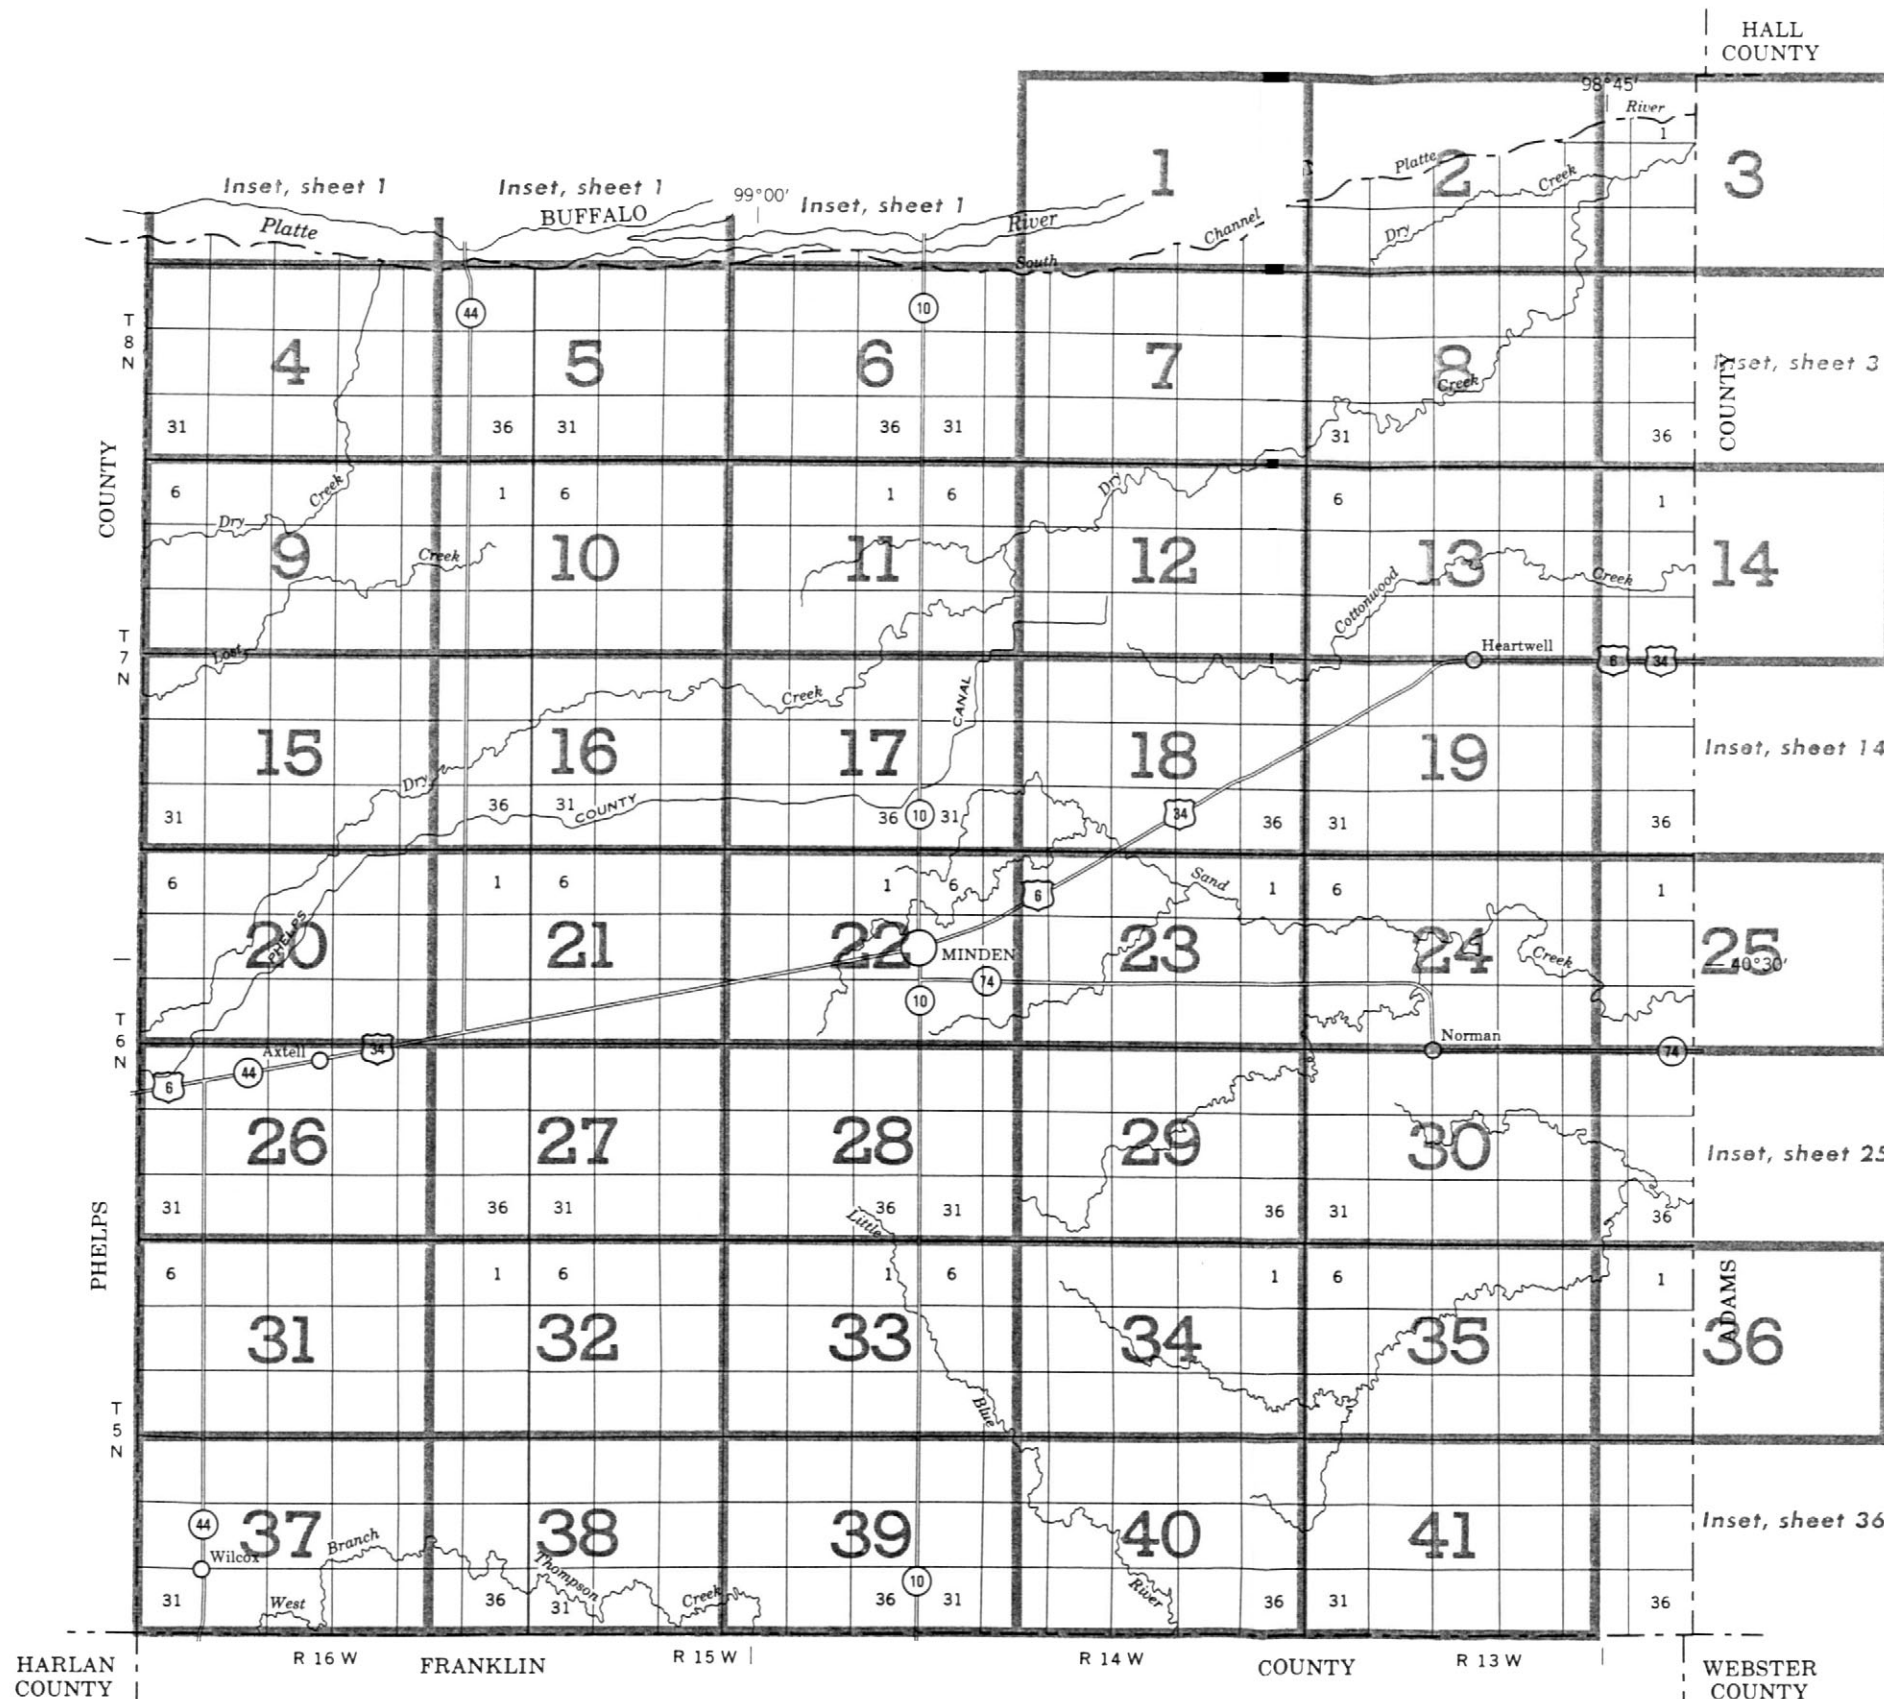 HALL
COUNTY
98°45'
River
1
Platte
1
2
3
Creek
Dry
Inset, sheet 1
Inset, sheet 1
Inset, sheet 1
BUFFALO
99°00'
Platte
River
Channel
South
44
10
T
8
N
4
5
6
7
8
Creek
Inset, sheet 3
COUNTY
31
36
31
36
31
31
36
COUNTY
6
1
6
1
6
Dry
6
1
Creek
Dry
9
Creek
10
11
12
13
14
Cottonwood
Creek
T
7
N
Lost
Heartwell
6
34
Creek
CANAL
15
16
17
18
19
Inset, sheet 14
Dry
36
31
COUNTY
31
36
10
31
34
36
31
36
6
1
6
1
6
6
Sand
1
6
1
PHELPS
20
21
22
23
24
25
MINDEN
Creek
40°30'
74
10
T
6
N
Axtell
34
Norman
74
6
44
26
27
28
29
30
Inset, sheet 25
31
36
31
36
31
36
31
36
Little
PHELPS
6
1
6
1
6
1
6
1
ADAMS
31
32
33
34
35
36
T
5
N
Blue
44
37
38
39
40
41
Inset, sheet 36
Branch
Wilcox
Thompson
10
31
West
36
31
Creek
36
31
River
36
31
36
HARLAN
COUNTY
R 16 W
FRANKLIN
R 15 W
R 14 W
COUNTY
R 13 W
WEBSTER
COUNTY